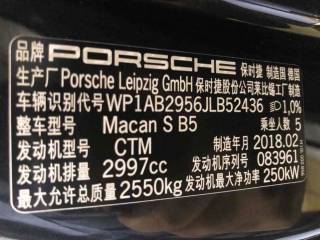 品牌 PORSCHE 保时捷 制造国 德国
生产厂 Porsche Leipzig GmbH 保时捷股份公司莱比锡工厂制造
车辆识别代号 WP1AB2956JLB52436 1,0%
整车型号 Macan S B5 乘坐人数 5
发动机型号 CTM 制造年月 2018.02
发动机排量 2997cc 发动机序列号 083961
最大允许总质量 2550kg 发动机最大净功率 250kW